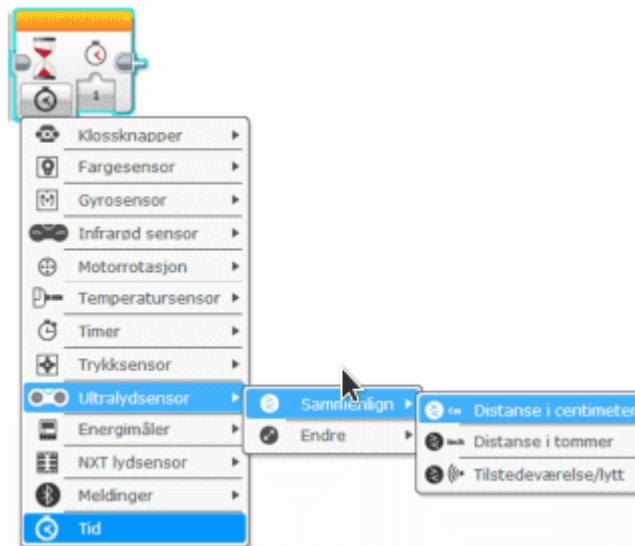 1
Klossknapper
Fargesensor
Gyrosensor
Infrarød sensor
Motorrotasjon
Temperatursensor
Timer
Trykksensor
Ultralydsensor
Energimåler
NXT lydsensor
Meldinger
Tid
Sammenlign
Endre
Distanse i centimeter
Distanse i tommer
Tilstedeværelse/lytt